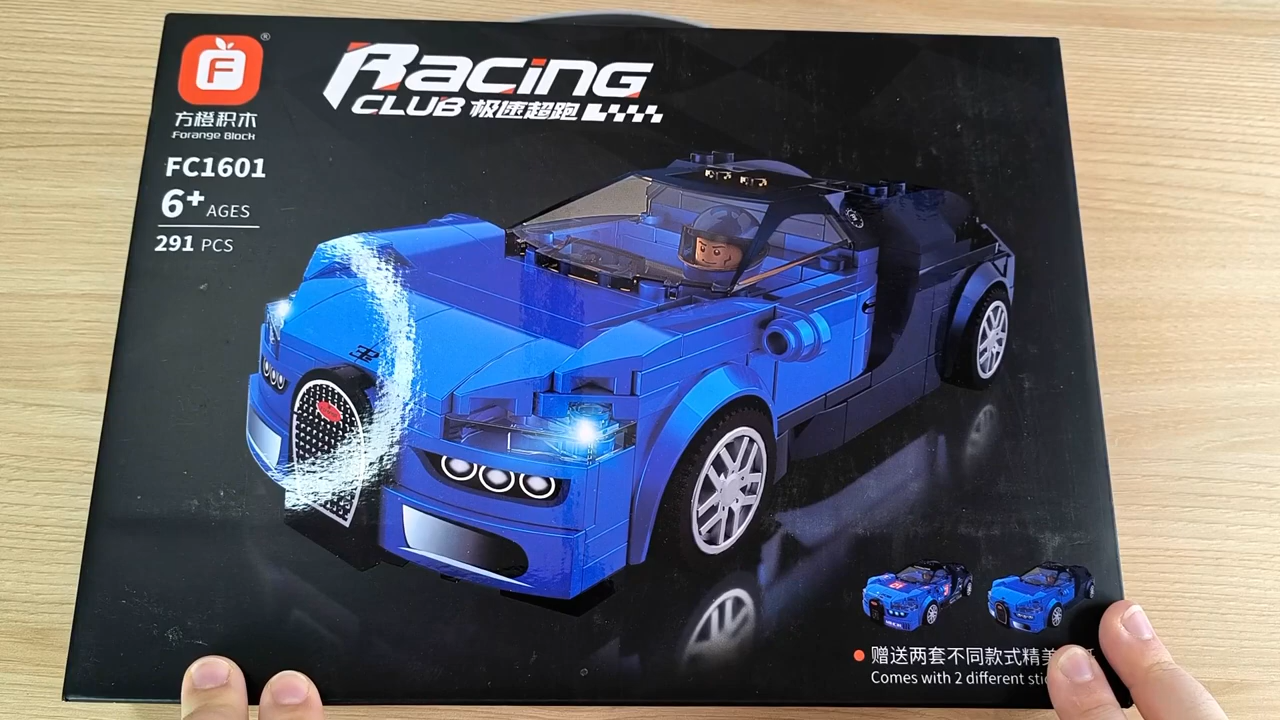 F
®
方橙积木
Forange Block
FC1601
6+ AGES
291 PCS
RACING
CLUB 极速超跑
赠送两套不同款式精美
Comes with 2 different